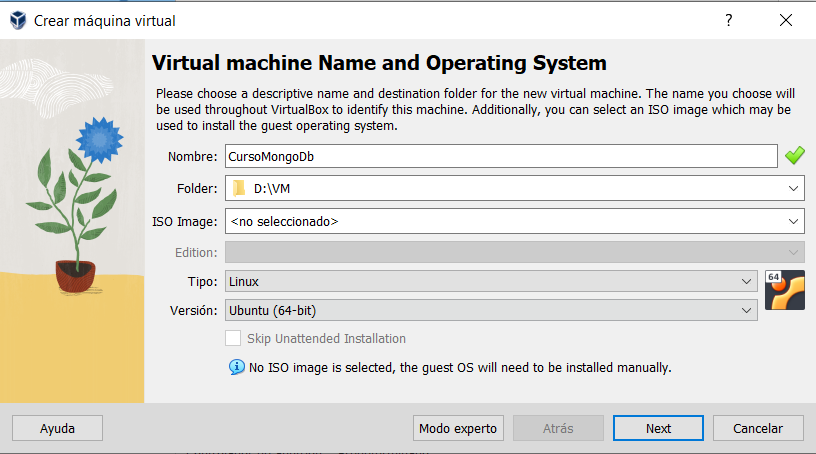 Crear máquina virtual
Virtual machine Name and Operating System
Please choose a descriptive name and destination folder for the new virtual machine. The name you choose will
be used throughout VirtualBox to identify this machine. Additionally, you can select an ISO image which may be
used to install the guest operating system.
Nombre: CursoMongoDb
Folder: D:\VM
ISO Image: <no seleccionado>
Edition:
Tipo: Linux
64
Versión: Ubuntu (64-bit)
Skip Unattended Installation
No ISO image is selected, the guest OS will need to be installed manually.
Ayuda Modo experto Atrás Next Cancelar